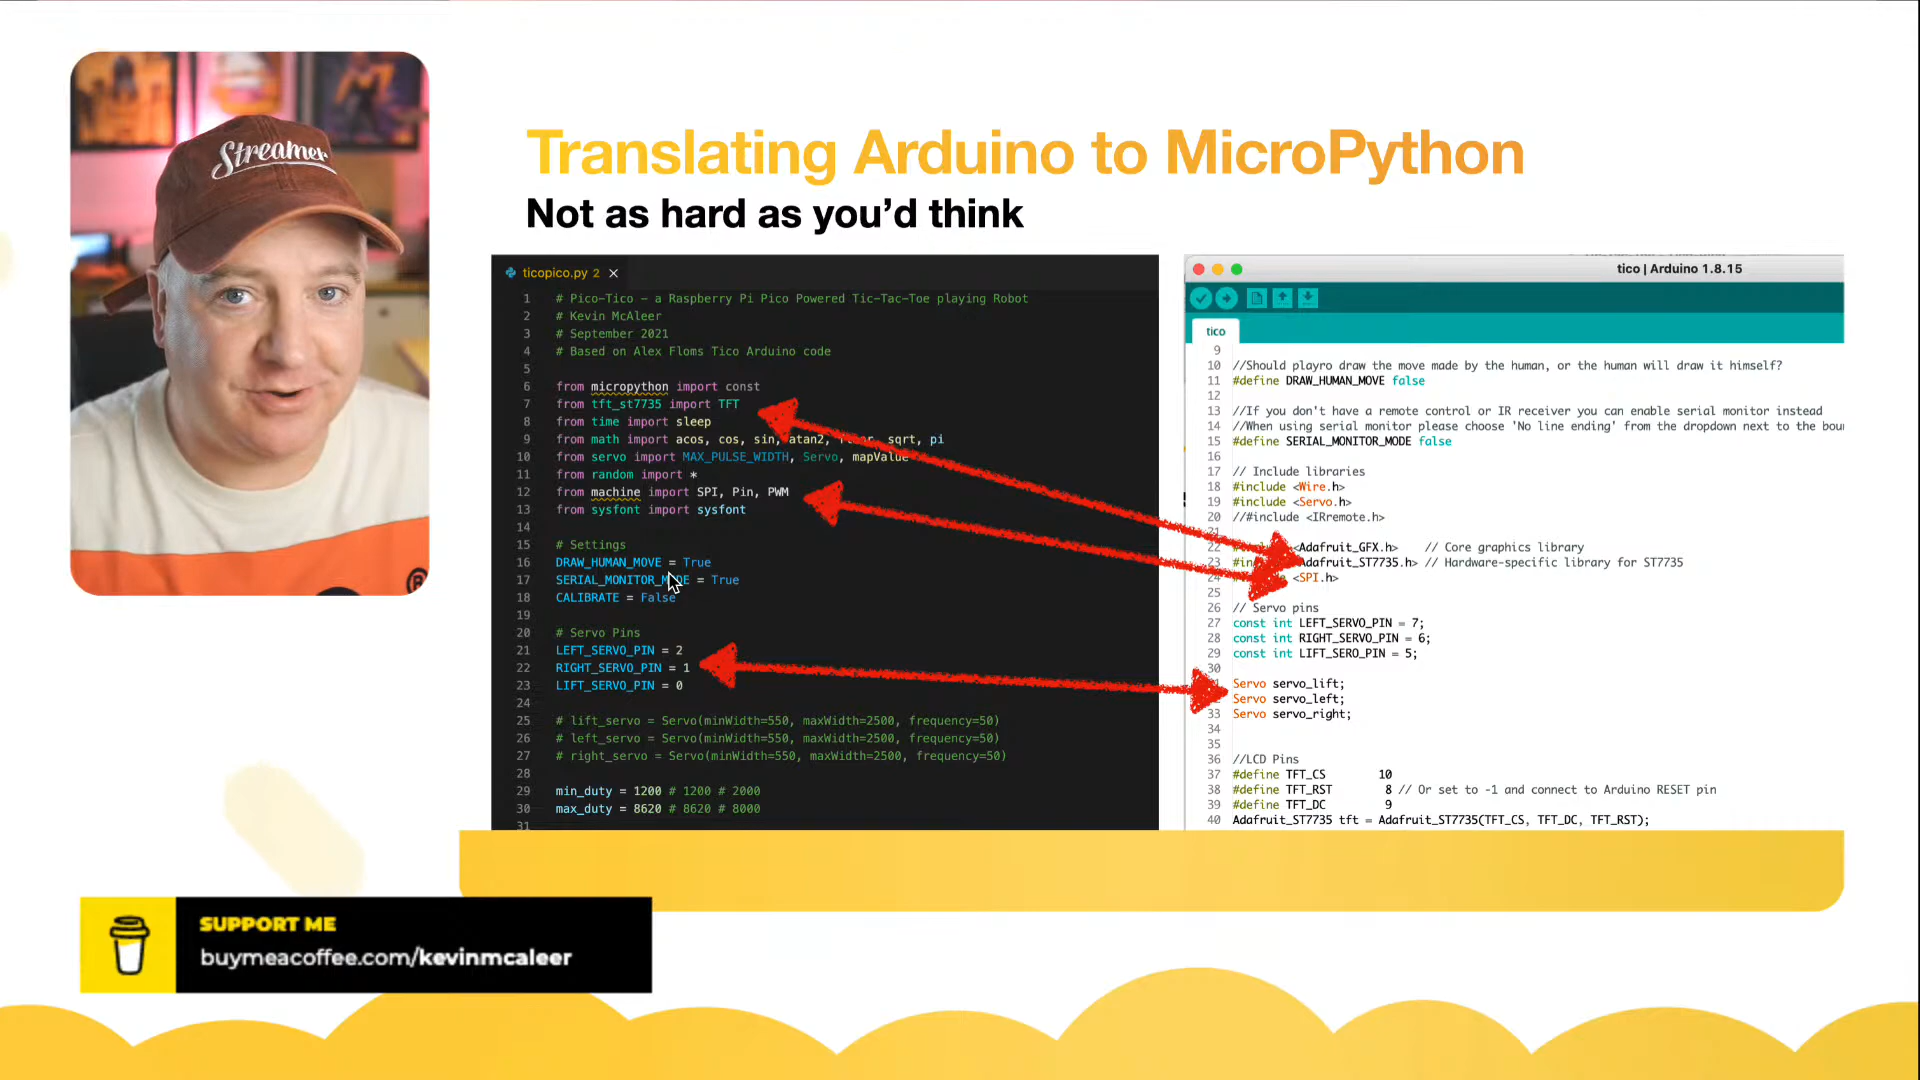 Streamer
Translating Arduino to MicroPython
Not as hard as you'd think
ticopico.py 2 ×
1 # Pico-Tico - a Raspberry Pi Pico Powered Tic-Tac-Toe playing Robot
2 # Kevin McAleer
3 # September 2021
4 # Based on Alex Floms Tico Arduino code
5
6 from micropython import const
7 from tft_st7735 import TFT
8 from time import sleep
9 from math import acos, cos, sin, atan2, sqrt, pi
10 from servo import MAX_PULSE_WIDTH, Servo, mapValue
11 from random import *
12 from machine import SPI, Pin, PWM
13 from sysfont import sysfont
14
15 # Settings
16 DRAW_HUMAN_MOVE = True
17 SERIAL_MONITOR_MODE = True
18 CALIBRATE = False
19
20 # Servo Pins
21 LEFT_SERVO_PIN = 2
22 RIGHT_SERVO_PIN = 1
23 LIFT_SERVO_PIN = 0
24
25 # lift_servo = Servo(minWidth=550, maxWidth=2500, frequency=50)
26 # left_servo = Servo(minWidth=550, maxWidth=2500, frequency=50)
27 # right_servo = Servo(minWidth=550, maxWidth=2500, frequency=50)
28
29 min_duty = 1200 # 1200 # 2000
30 max_duty = 8620 # 8620 # 8000
31
tico | Arduino 1.8.15
tico
9
10 //Should playro draw the move made by the human, or the human will draw it himself?
11 #define DRAW_HUMAN_MOVE false
12
13 //If you don't have a remote control or IR receiver you can enable serial monitor instead
14 //When using serial monitor please choose 'No line ending' from the dropdown next to the bou
15 #define SERIAL_MONITOR_MODE false
16
17 // Include libraries
18 #include <Wire.h>
19 #include <Servo.h>
20 //#include <IRremote.h>
21
22 <Adafruit_GFX.h> // Core graphics library
23 Adafruit_ST7735.h> // Hardware-specific library for ST7735
24 <SPI.h>
25
26 // Servo pins
27 const int LEFT_SERVO_PIN = 7;
28 const int RIGHT_SERVO_PIN = 6;
29 const int LIFT_SERO_PIN = 5;
30
Servo servo_lift;
Servo servo_left;
33 Servo servo_right;
34
35
36 //LCD Pins
37 #define TFT_CS 10
38 #define TFT_RST 8 // Or set to -1 and connect to Arduino RESET pin
39 #define TFT_DC 9
40 Adafruit_ST7735 tft = Adafruit_ST7735(TFT_CS, TFT_DC, TFT_RST);
SUPPORT ME
buymeacoffee.com/kevinmcaleer